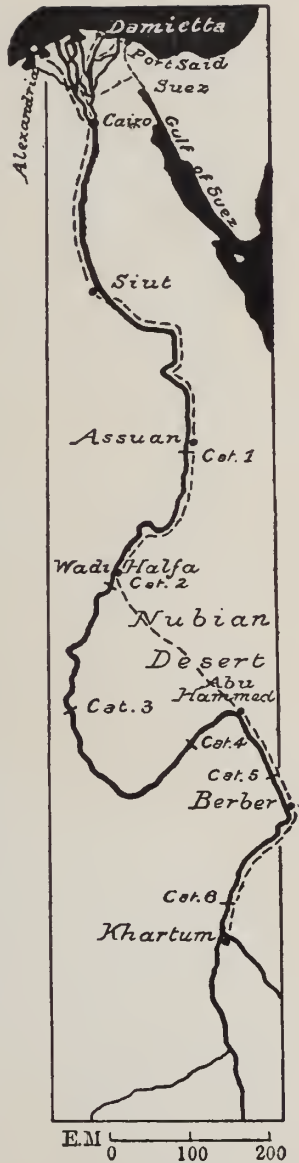 Damietta
Port Said
Suez
Alexandria
Cairo
Gulf of Suez
Siut
Assuan
Cat. 1
Wadi Halfa
Cat. 2
Nubian
Desert
Abu
Hammed
Cat. 3
Cat. 4
Cat. 5
Berber
Cat. 6
Khartum
E.M 0 100 200